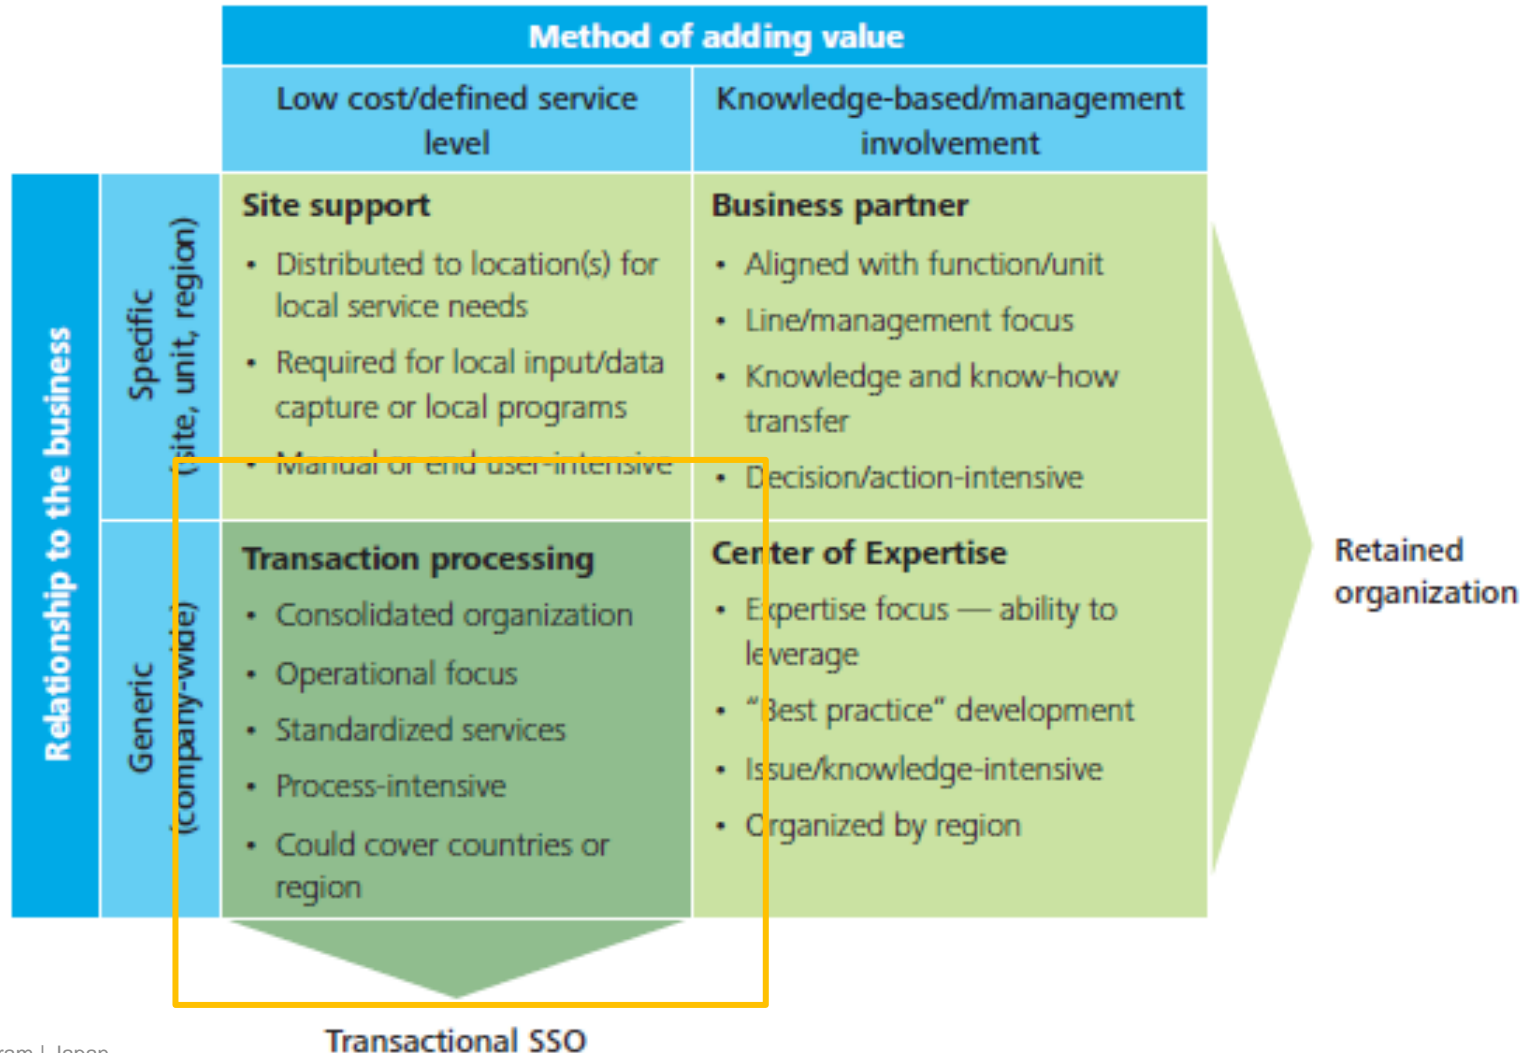 Method of adding value
Low cost/defined service
level
Knowledge-based/management
involvement
Relationship to the business
Specific
(site, unit, region)
Site support
• Distributed to location(s) for
local service needs
• Required for local input/data
capture or local programs
• Manual or end user-intensive
Business partner
• Aligned with function/unit
• Line/management focus
• Knowledge and know-how
transfer
• Decision/action-intensive
Generic
(company-wide)
Transaction processing
• Consolidated organization
• Operational focus
• Standardized services
• Process-intensive
• Could cover countries or
region
Center of Expertise
• Expertise focus — ability to
leverage
• “Best practice” development
• Issue/knowledge-intensive
• Organized by region
Retained
organization
Transactional SSO
| Japan